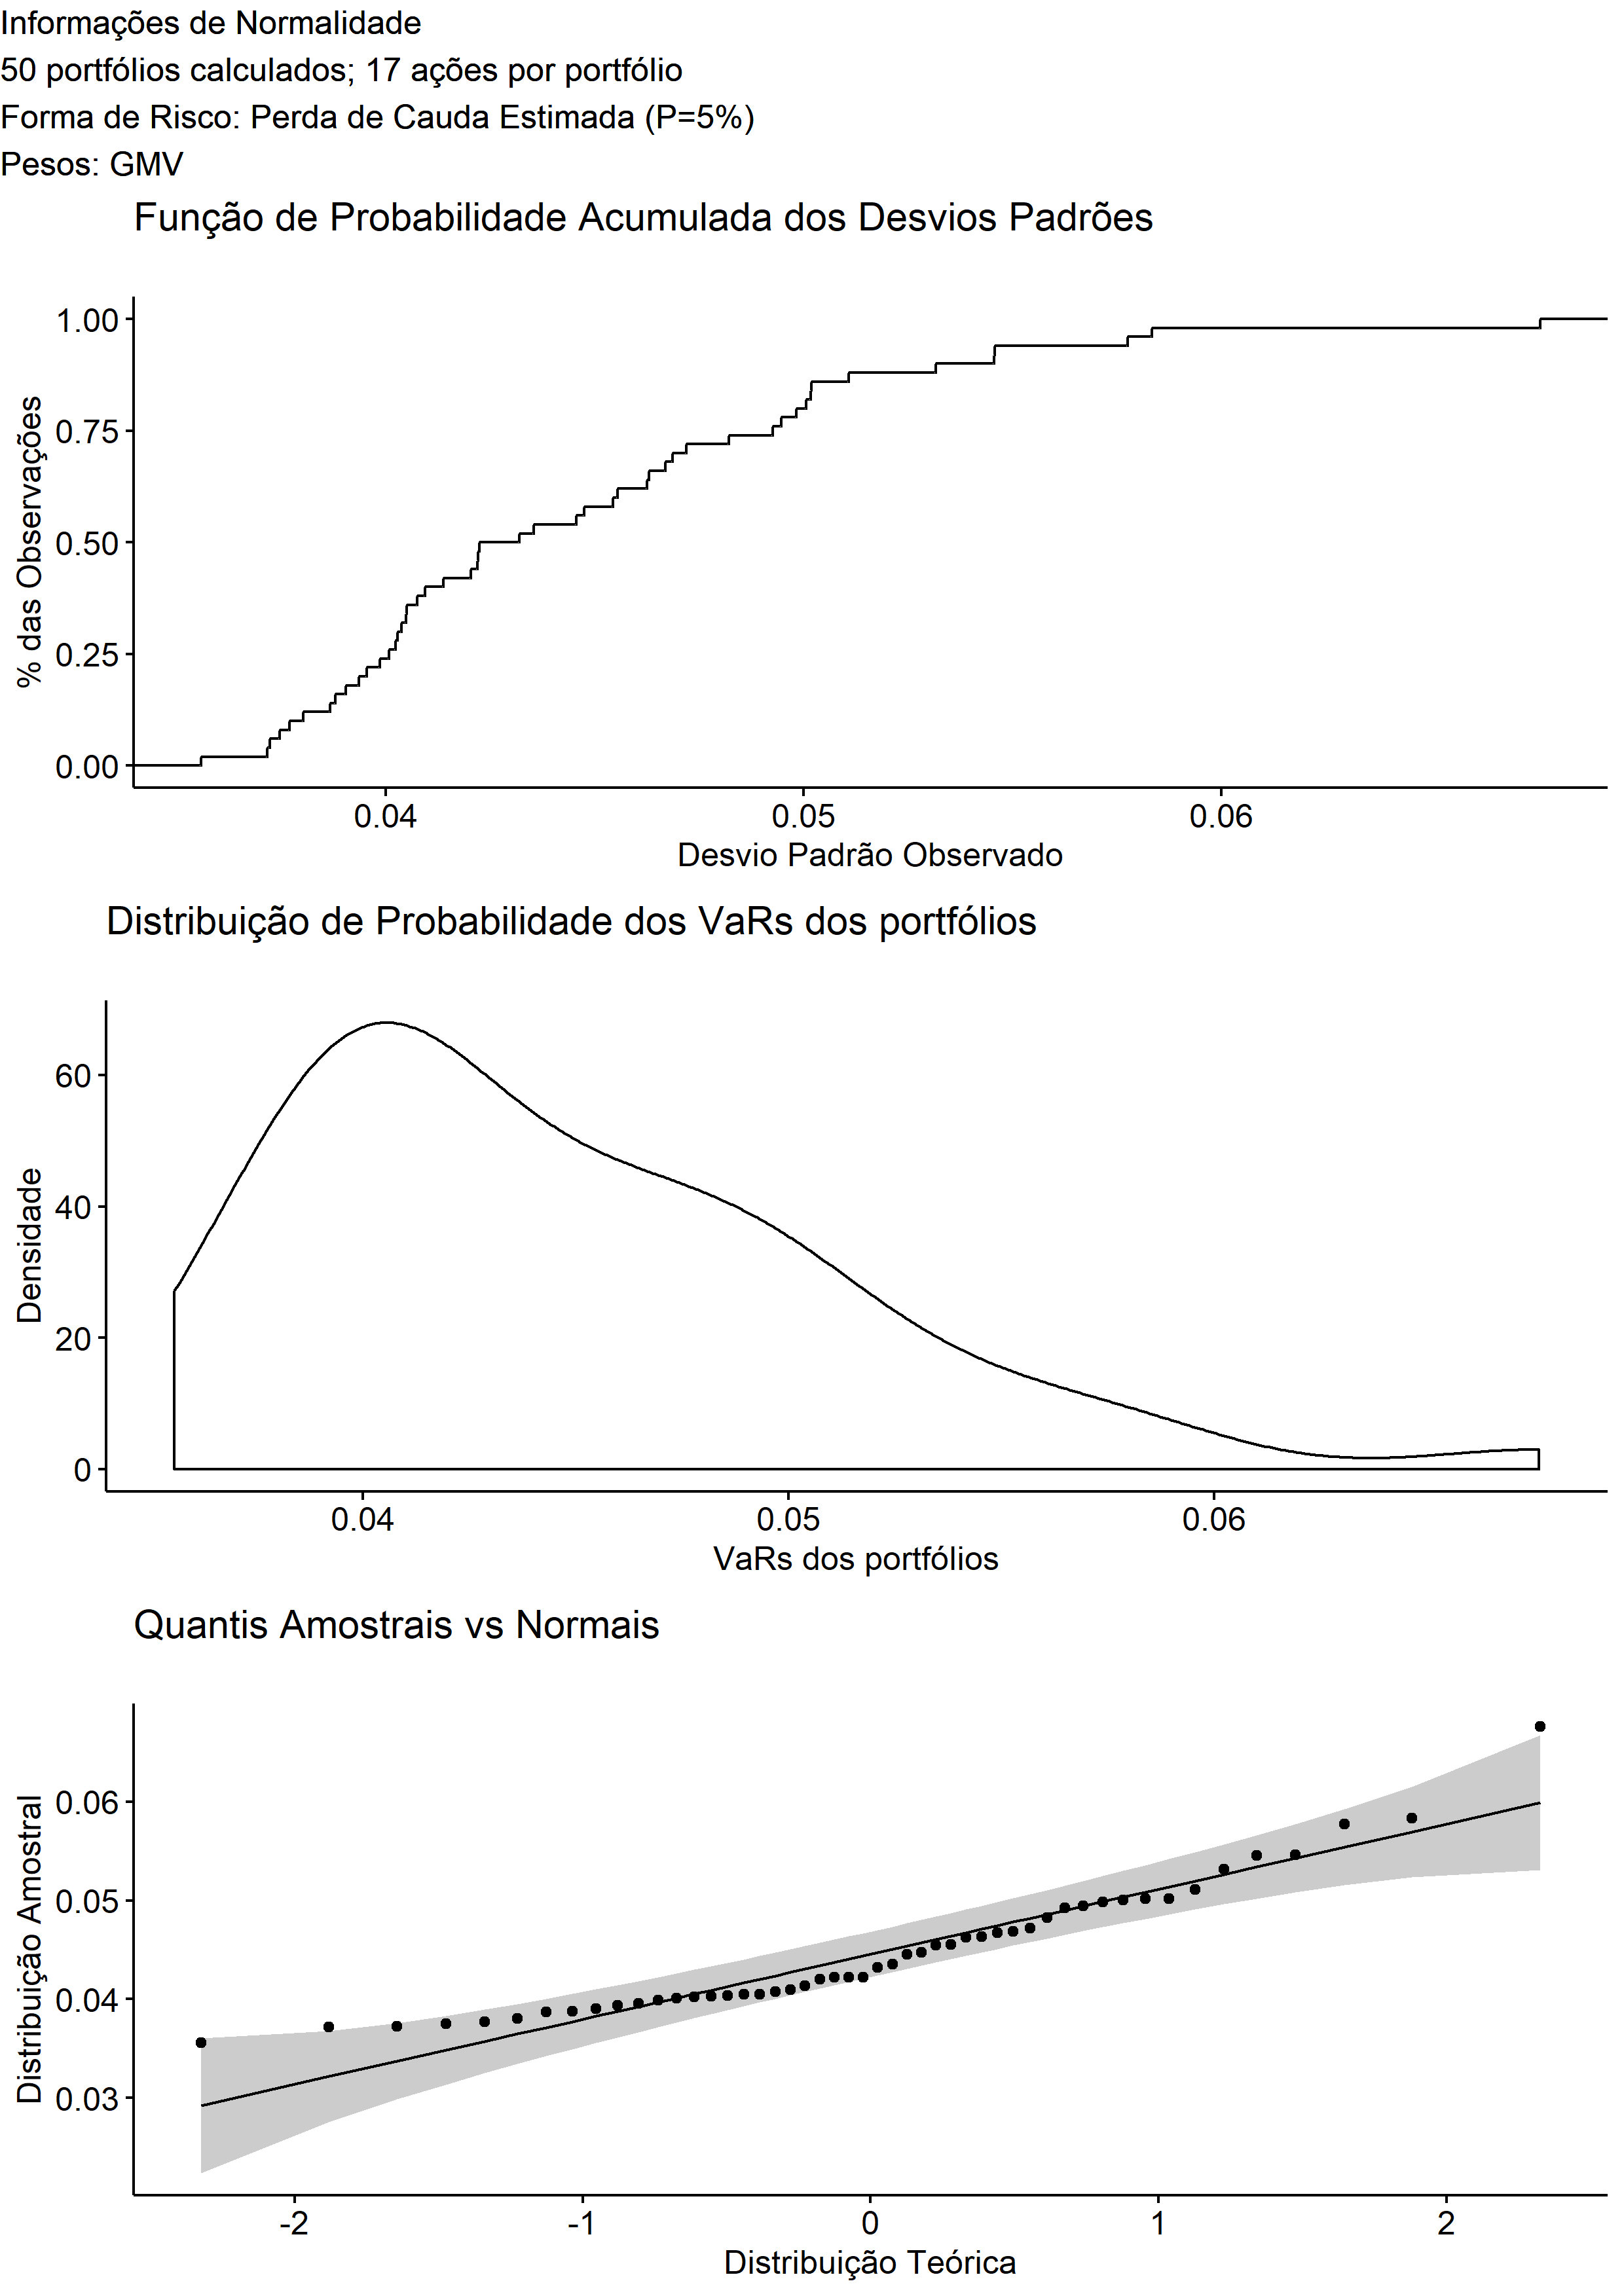 Informações de Normalidade
50 portfólios calculados; 17 ações por portfólio
Forma de Risco: Perda de Cauda Estimada (P=5%)
Pesos: GMV
Função de Probabilidade Acumulada dos Desvios Padrões
% das Observações
1.00
0.75
0.50
0.25
0.00
0.04 0.05 0.06
Desvio Padrão Observado
Distribuição de Probabilidade dos VaRs dos portfólios
Densidade
60
40
20
0
0.04 0.05 0.06
VaRs dos portfólios
Quantis Amostrais vs Normais
Distribuição Amostral
0.06
0.05
0.04
0.03
-2 -1 0 1 2
Distribuição Teórica